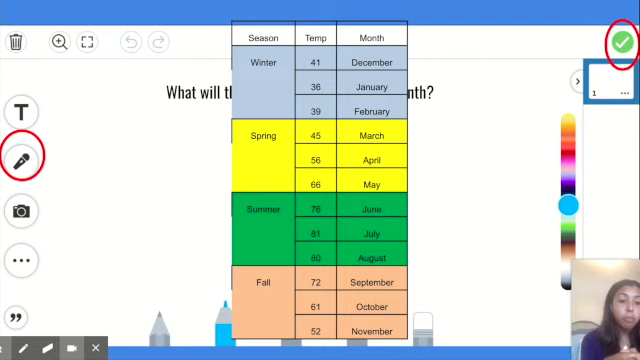 Season Temp Month
Winter 41 December
36 January
What will th nth?
39 February
T
Spring 45 March
56 April
66 May
Summer 76 June
81 July
80 August
Fall 72 September
61 October
52 November
1